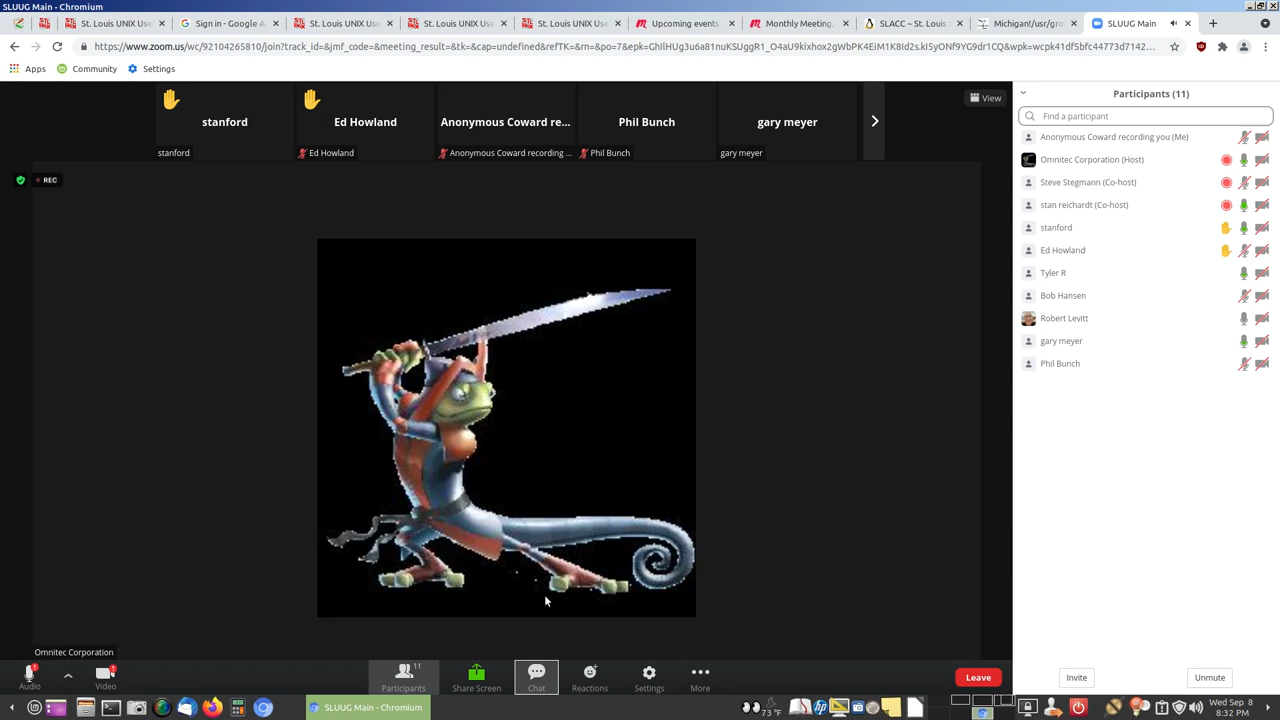 SLUUG Main - Chromium
Sign in - Google A
St. Louis UNIX Use
St. Louis UNIX Use
St. Louis UNIX Use
St. Louis UNIX Use
Upcoming events
Monthly Meeting,
SLACC ~ St. Louis
Michigan!/usr/gro
SLUUG Main
Apps Community Settings
View
stanford
Ed Howland
Anonymous Coward re...
Phil Bunch
gary meyer
stanford
Ed Howland
Anonymous Coward recording ...
Phil Bunch
gary meyer
REC
Omnitec Corporation
Participants (11)
Find a participant
Anonymous Coward recording you (Me)
Omnitec Corporation (Host)
Steve Stegmann (Co-host)
stan reichardt (Co-host)
stanford
Ed Howland
Tyler R
Bob Hansen
Robert Levitt
gary meyer
Phil Bunch
Audio
Video
11
Participants
Share Screen
Chat
Reactions
Settings
More
Leave
Invite
Unmute
SLUUG Main - Chromium
73 °F
Wed Sep 8
8:32 PM